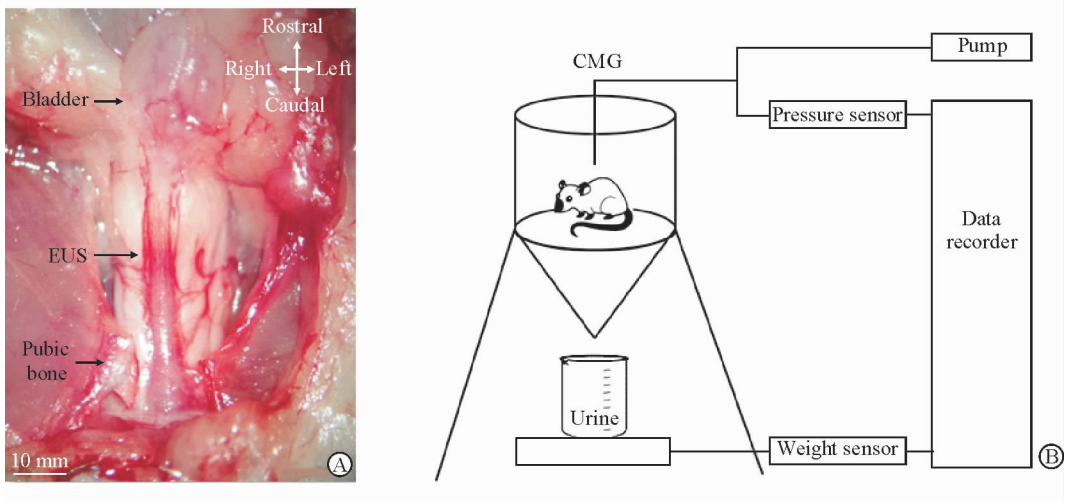 Rostral
Right
Left
Caudal
Bladder
EUS
Pubic
bone
10 mm
A
CMG
Pump
Pressure sensor
Data
recorder
Urine
Weight sensor
B